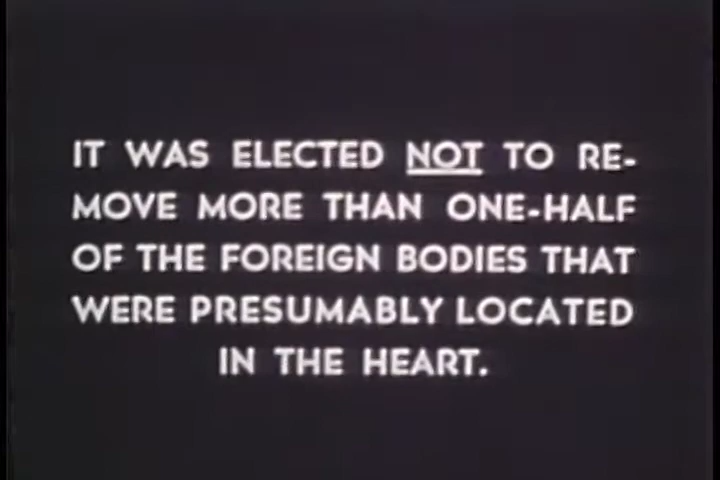 IT WAS ELECTED NOT TO RE-
MOVE MORE THAN ONE-HALF
OF THE FOREIGN BODIES THAT
WERE PRESUMABLY LOCATED
IN THE HEART.